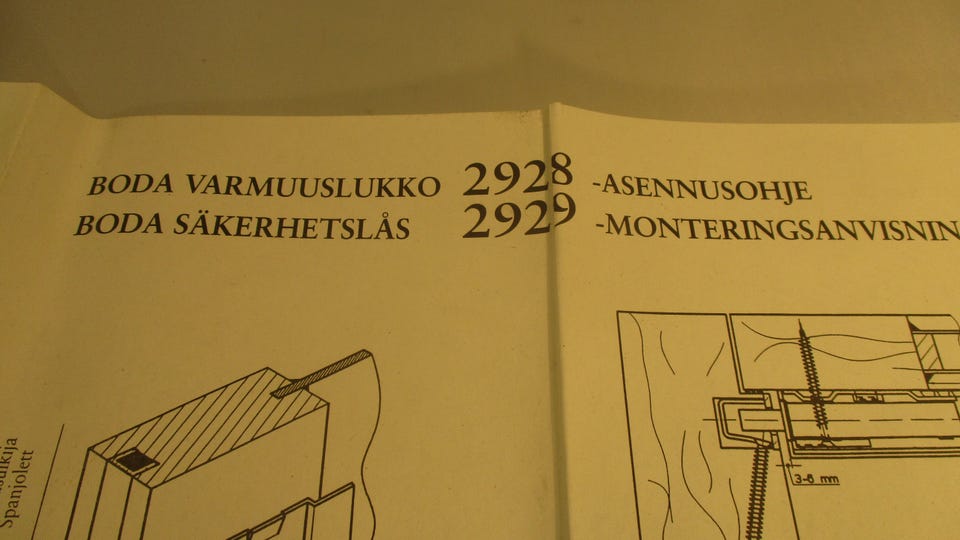 BODA VARMUUSLUKKO 2928 -ASENNUSOHJE
BODA SÄKERHETSLÅS 2929 -MONTERINGSANVISNIN
3-6 mm
Spanjolett